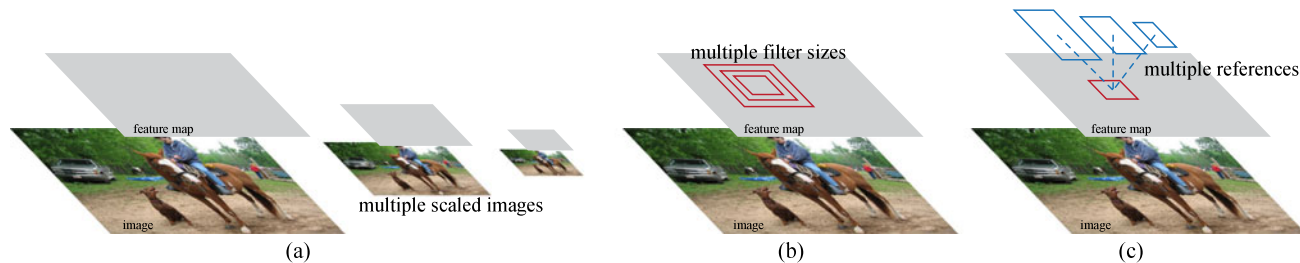 feature map
image
multiple scaled images
(a)
multiple filter sizes
feature map
image
(b)
multiple references
feature map
image
(c)